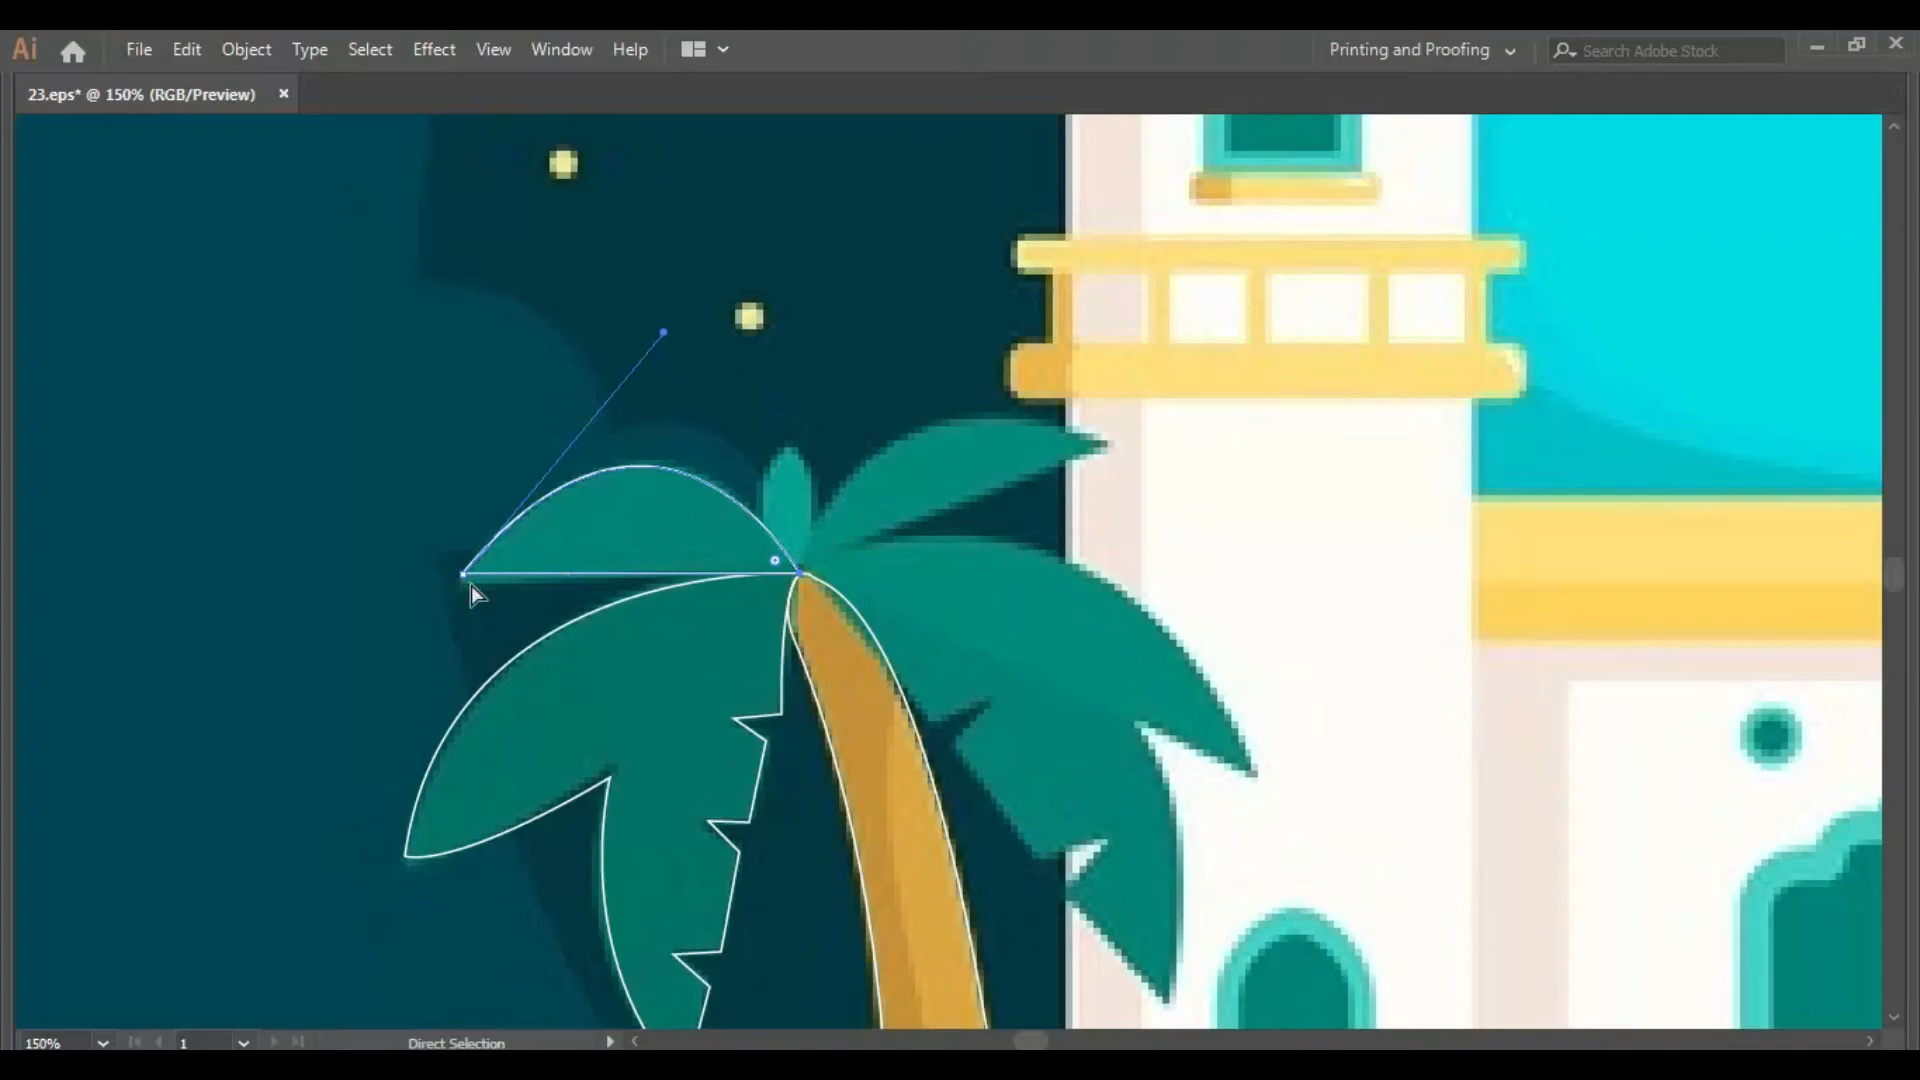 Ai File Edit Object Type Select Effect View Window Help Printing and Proofing Search Adobe Stock
23.eps* @ 150% (RGB/Preview) ×
150% 1 Direct Selection